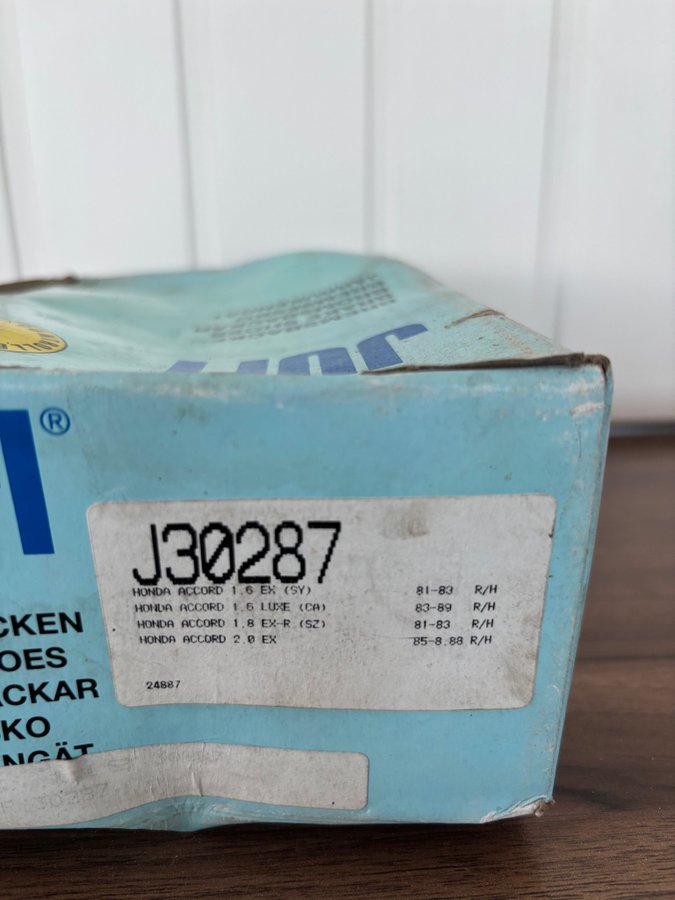 ®
J30287
HONDA ACCORD 1.6 EX (SY) 81-83 R/H
HONDA ACCORD 1.6 LUXE (CA) 83-89 R/H
HONDA ACCORD 1.8 EX-R (SZ) 81-83 R/H
HONDA ACCORD 2.0 EX 85-8.88 R/H
24887
CKEN
OES
ACKAR
KO
NGÄT
30287